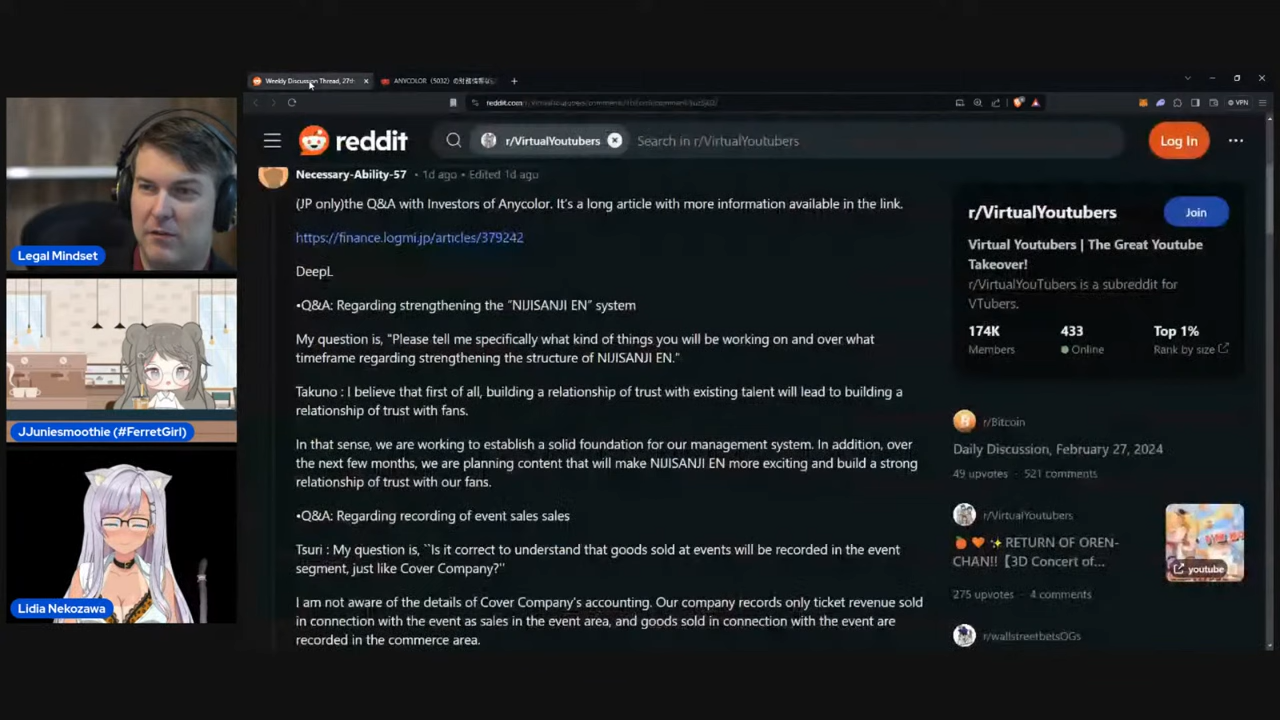 Weekly Discussion Thread, 27th
ANYCOLOR (5032)
reddit.com
VPN
reddit
r/VirtualYoutubers
Search in r/VirtualYoutubers
Log In
Necessary-Ability-57 • 1d ago • Edited 1d ago
(JP only)the Q&A with Investors of Anycolor. It's a long article with more information available in the link.
https://finance.logmi.jp/articles/379242
DeepL
•Q&A: Regarding strengthening the “NIJISANJI EN” system
My question is, “Please tell me specifically what kind of things you will be working on and over what
timeframe regarding strengthening the structure of NIJISANJI EN.”
Takuno : I believe that first of all, building a relationship of trust with existing talent will lead to building a
relationship of trust with fans.
In that sense, we are working to establish a solid foundation for our management system. In addition, over
the next few months, we are planning content that will make NIJISANJI EN more exciting and build a strong
relationship of trust with our fans.
•Q&A: Regarding recording of event sales sales
Tsuri : My question is, ``Is it correct to understand that goods sold at events will be recorded in the event
segment, just like Cover Company?''
I am not aware of the details of Cover Company's accounting. Our company records only ticket revenue sold
in connection with the event as sales in the event area, and goods sold in connection with the event are
recorded in the commerce area.
r/VirtualYoutubers
Join
Virtual Youtubers | The Great Youtube
Takeover!
r/VirtualYouTubers is a subreddit for
VTubers.
174K
433
Top 1%
Members
Online
Rank by size
r/Bitcoin
Daily Discussion, February 27, 2024
49 upvotes • 521 comments
r/VirtualYoutubers
RETURN OF OREN-
CHAN!!【3D Concert of...
youtube
275 upvotes • 4 comments
r/wallstreetbetsOGs
Legal Mindset
JJuniesmoothie (#FerretGirl)
Lidia Nekozawa